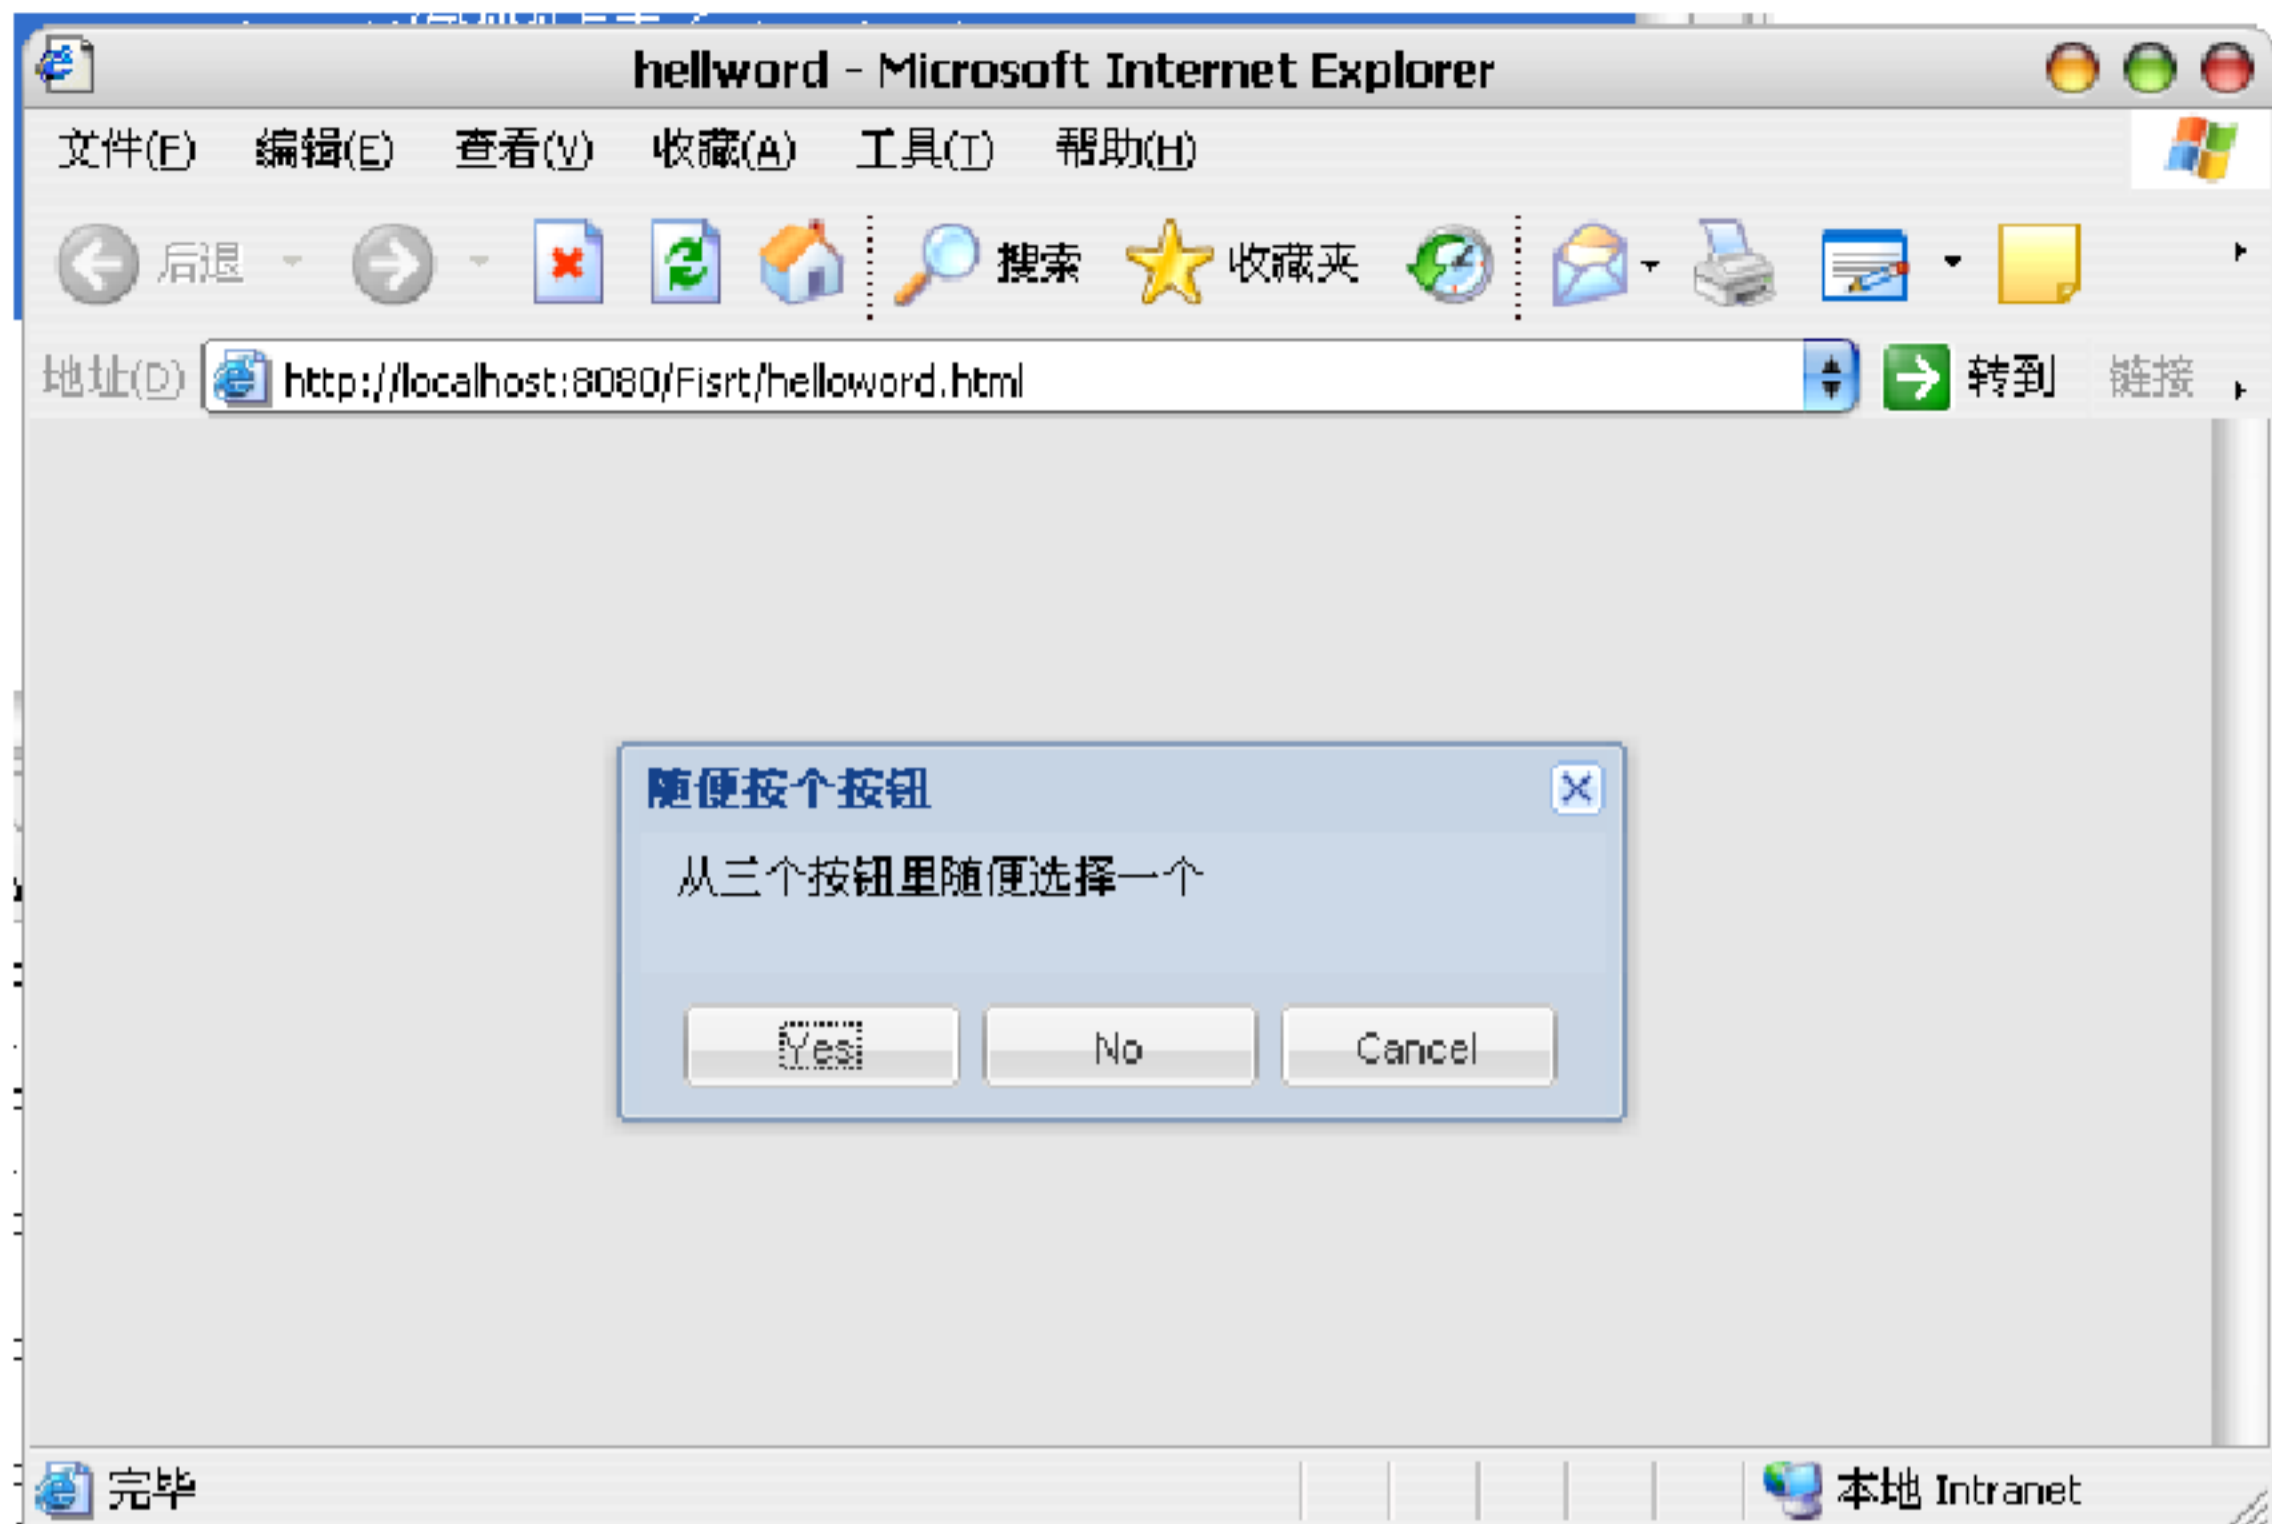 hellword - Microsoft Internet Explorer
文件(F) 编辑(E) 查看(V) 收藏(A) 工具(T) 帮助(H)
后退 搜索 收藏夹
地址(D) http://localhost:8080/Fisrt/helloword.html 转到 链接
随便按个按钮
从三个按钮里随便选择一个
Yes No Cancel
完毕 本地 Intranet